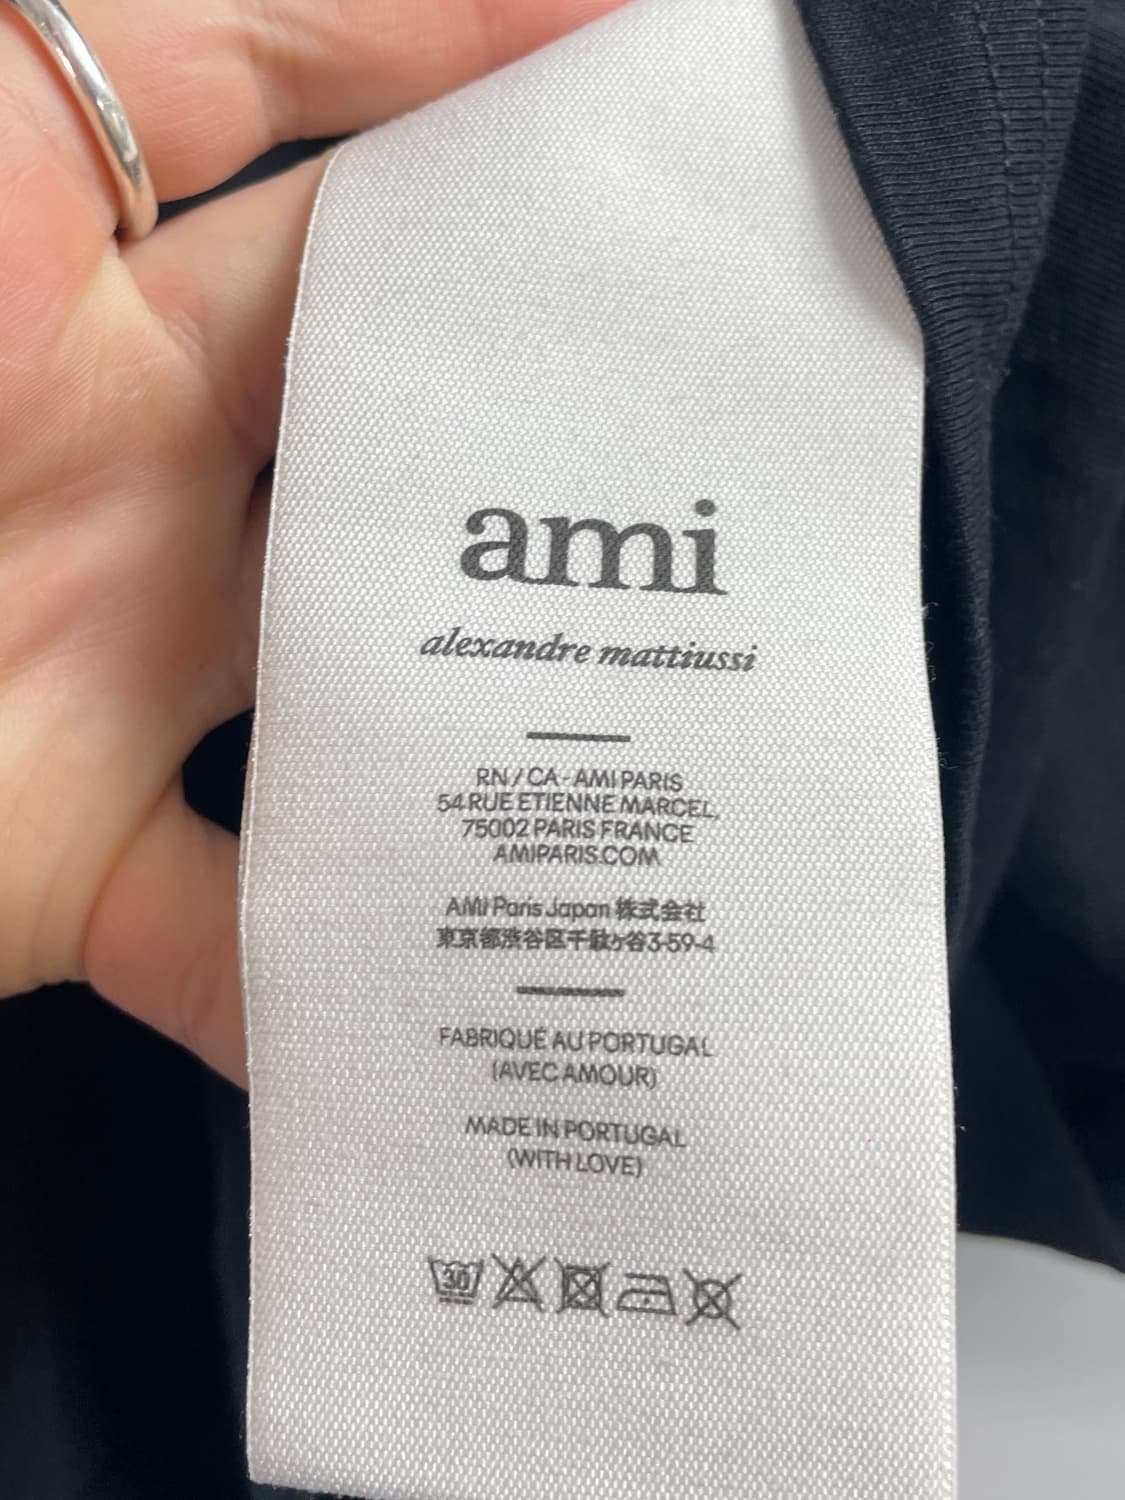 ami
alexandre mattiussi
RN / CA - AMI PARIS
54 RUE ETIENNE MARCEL,
75002 PARIS FRANCE
AMIPARIS.COM
AMI Paris Japan 株式会社
東京都渋谷区千駄ヶ谷3-59-4
FABRIQUÉ AU PORTUGAL
(AVEC AMOUR)
MADE IN PORTUGAL
(WITH LOVE)
30